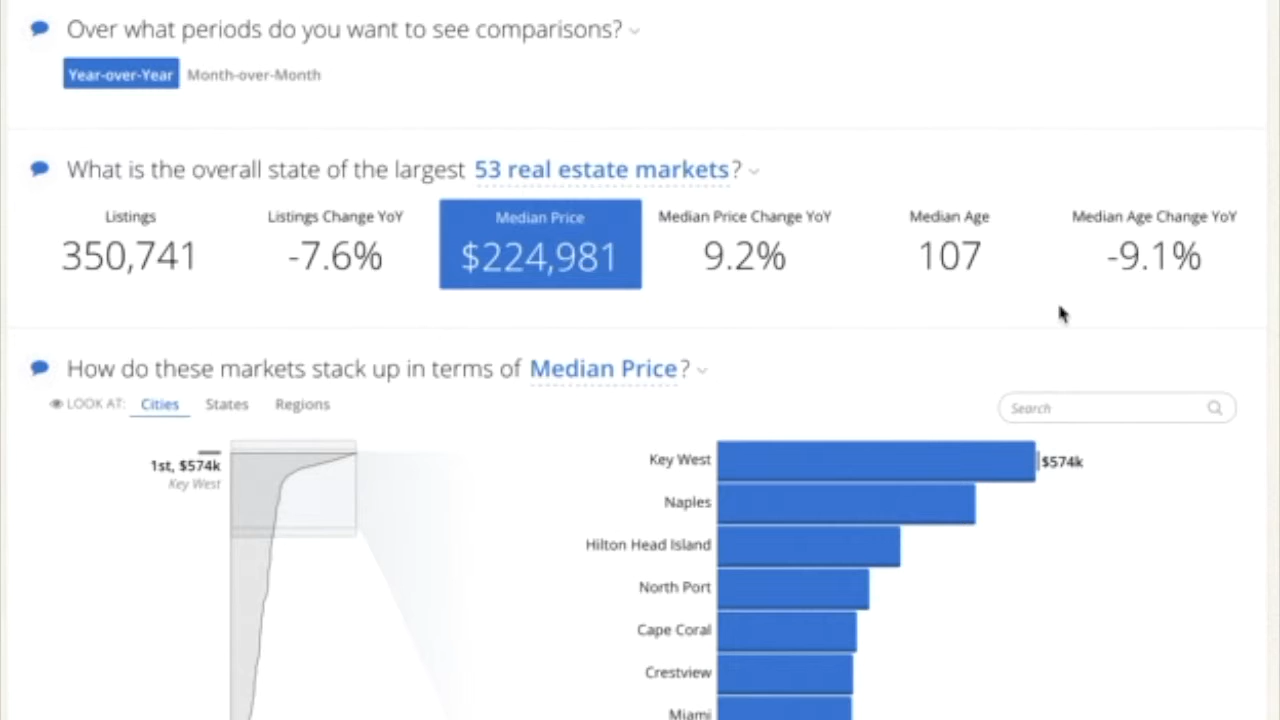 Over what periods do you want to see comparisons?
Year-over-Year Month-over-Month
What is the overall state of the largest 53 real estate markets?
Listings Listings Change YoY Median Price Median Price Change YoY Median Age Median Age Change YoY
350,741 -7.6% $224,981 9.2% 107 -9.1%
How do these markets stack up in terms of Median Price?
LOOK AT: Cities States Regions Search
1st, $574k
Key West
Key West $574k
Naples
Hilton Head Island
North Port
Cape Coral
Crestview
Miami